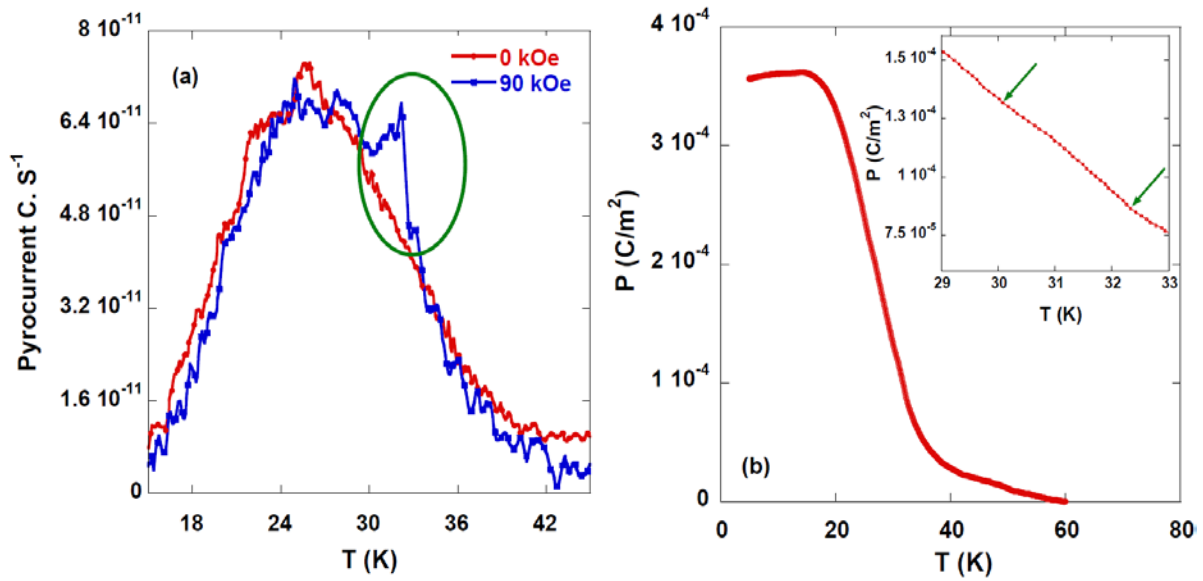 (a)
0 kOe
90 kOe
Pyrocurrent C. S⁻¹
8 10⁻¹¹
6.4 10⁻¹¹
4.8 10⁻¹¹
3.2 10⁻¹¹
1.6 10⁻¹¹
0
18 24 30 36 42
T (K)
(b)
P (C/m²)
4 10⁻⁴
3 10⁻⁴
2 10⁻⁴
1 10⁻⁴
0
0 20 40 60 80
T (K)
P (C/m²)
1.5 10⁻⁴
1.3 10⁻⁴
1 10⁻⁴
7.5 10⁻⁵
29 30 31 32 33
T (K)